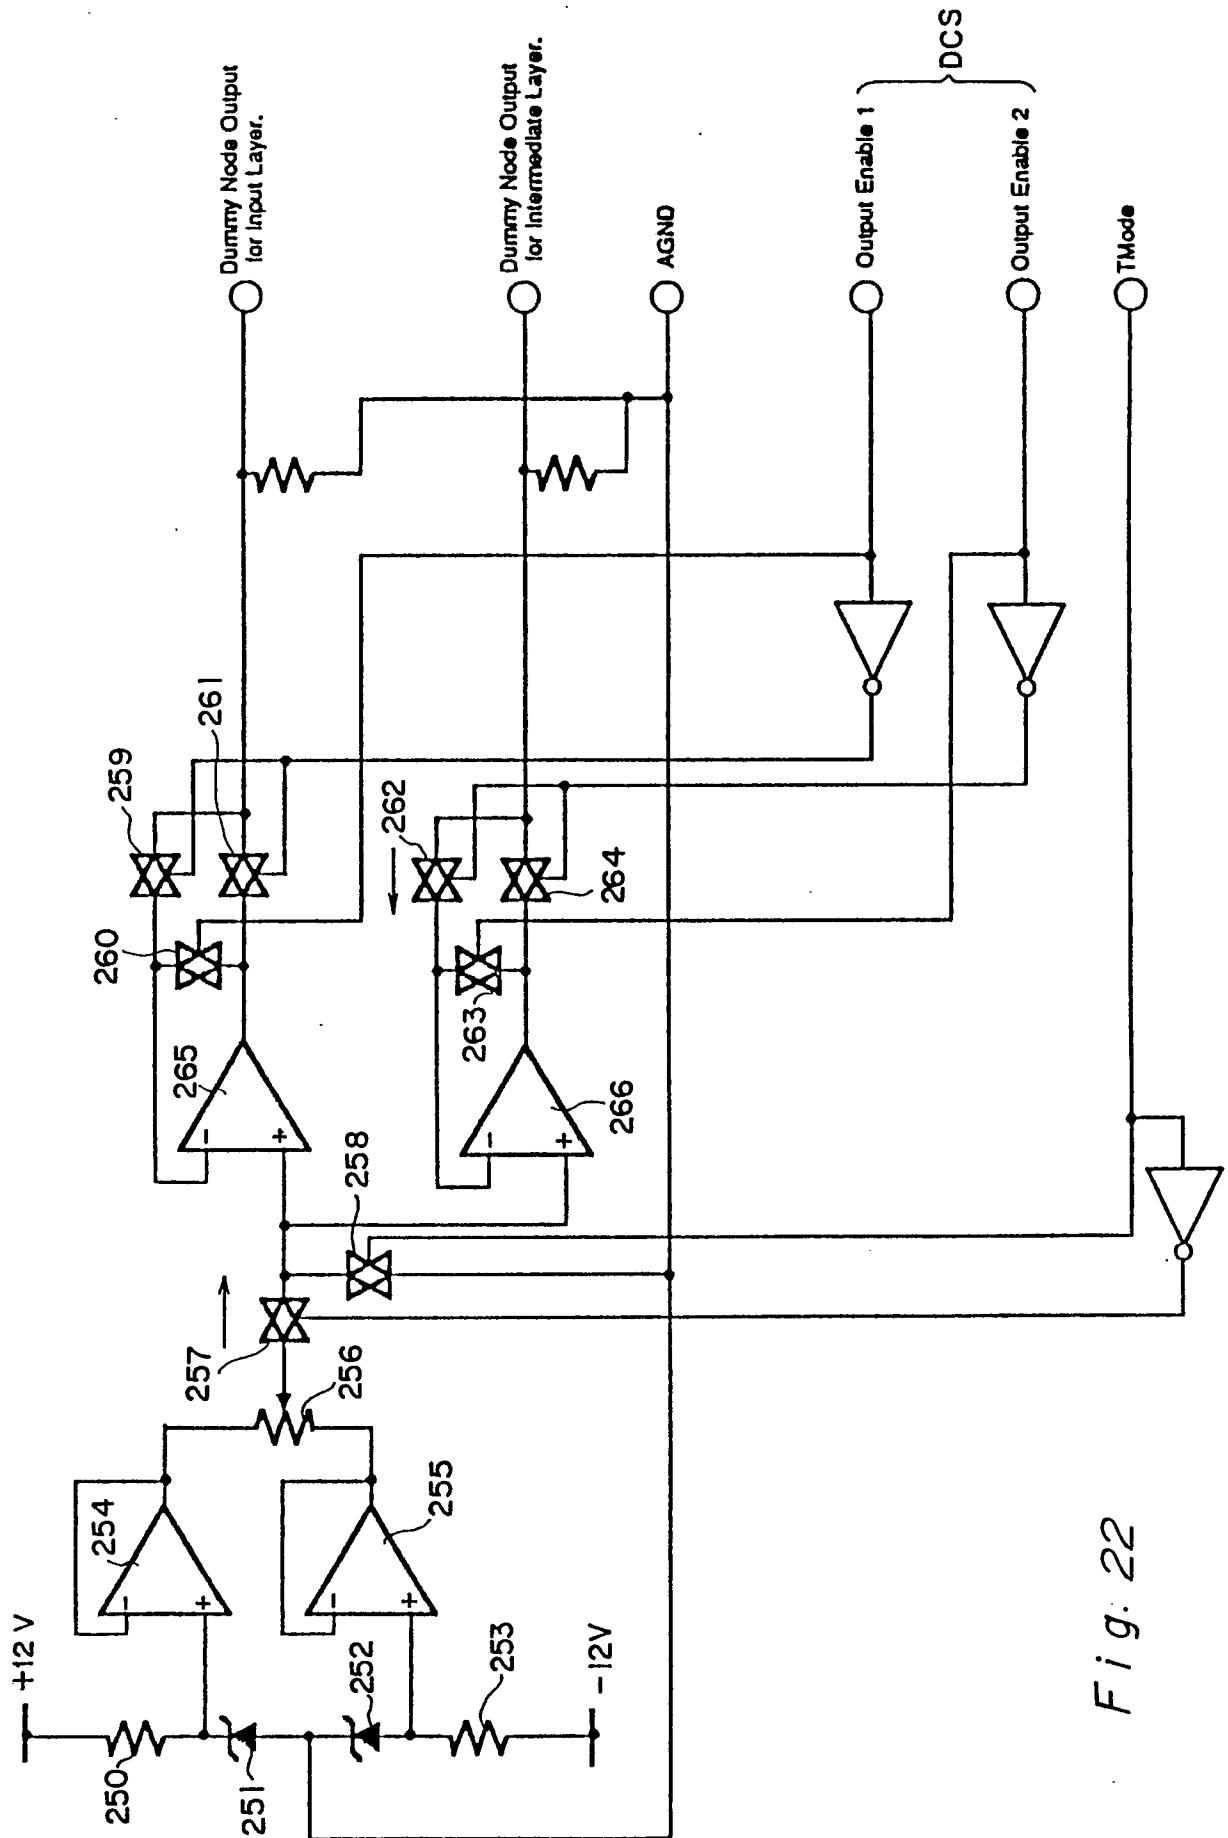 +12 V
250
251
252
253
-12V
254
-
+
255
-
+
256
257
258
265
-
+
266
-
+
260
259
261
263
262
264
Dummy Node Output
for Input Layer.
Dummy Node Output
for Intermediate Layer.
AGND
Output Enable 1
Output Enable 2
DCS
TMode
Fig. 22